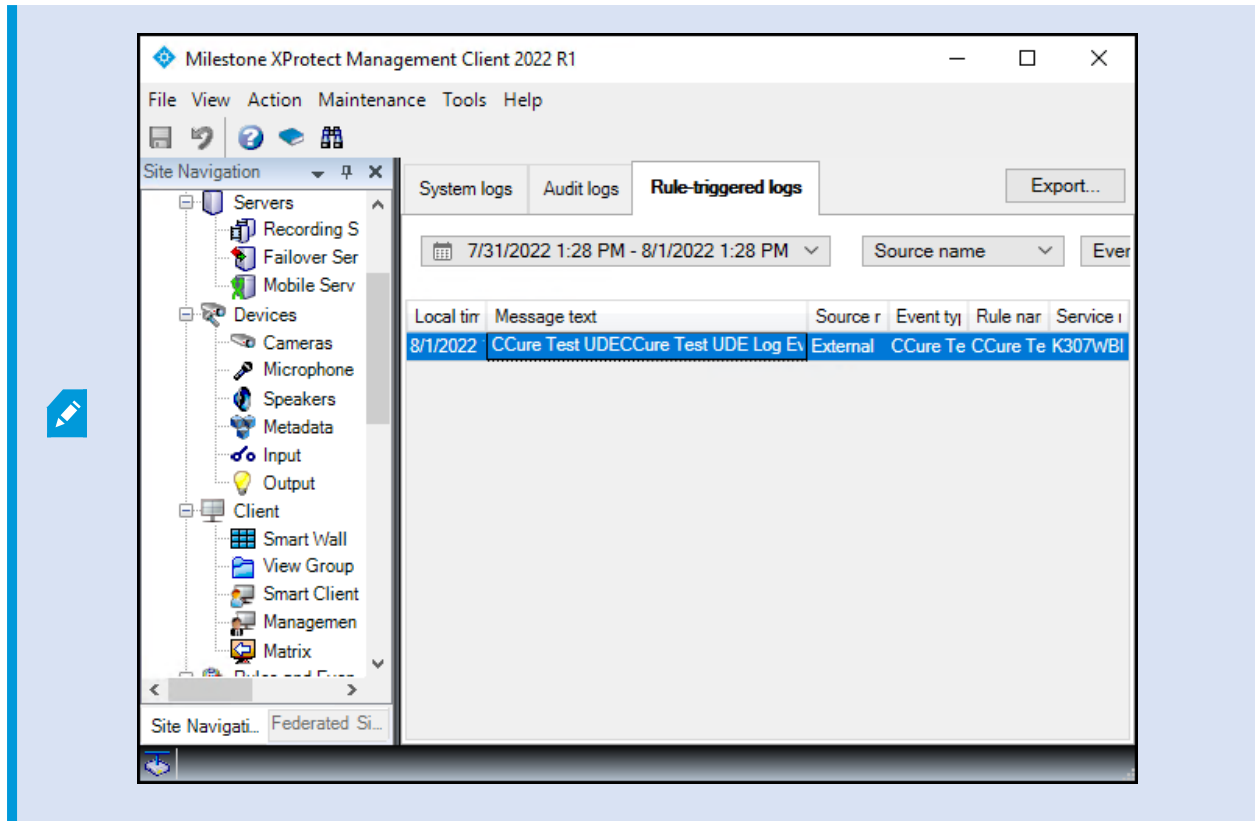 Milestone XProtect Management Client 2022 R1
File View Action Maintenance Tools Help
Site Navigation
Servers
Recording S
Failover Ser
Mobile Serv
Devices
Cameras
Microphone
Speakers
Metadata
Input
Output
Client
Smart Wall
View Group
Smart Client
Managemen
Matrix
Site Navigati... Federated Si...
System logs Audit logs Rule-triggered logs Export...
7/31/2022 1:28 PM - 8/1/2022 1:28 PM Source name Ever
Local tim Message text Source r Event typ Rule nar Service
8/1/2022 CCure Test UDECCure Test UDE Log Ev External CCure Te CCure Te K307WBI